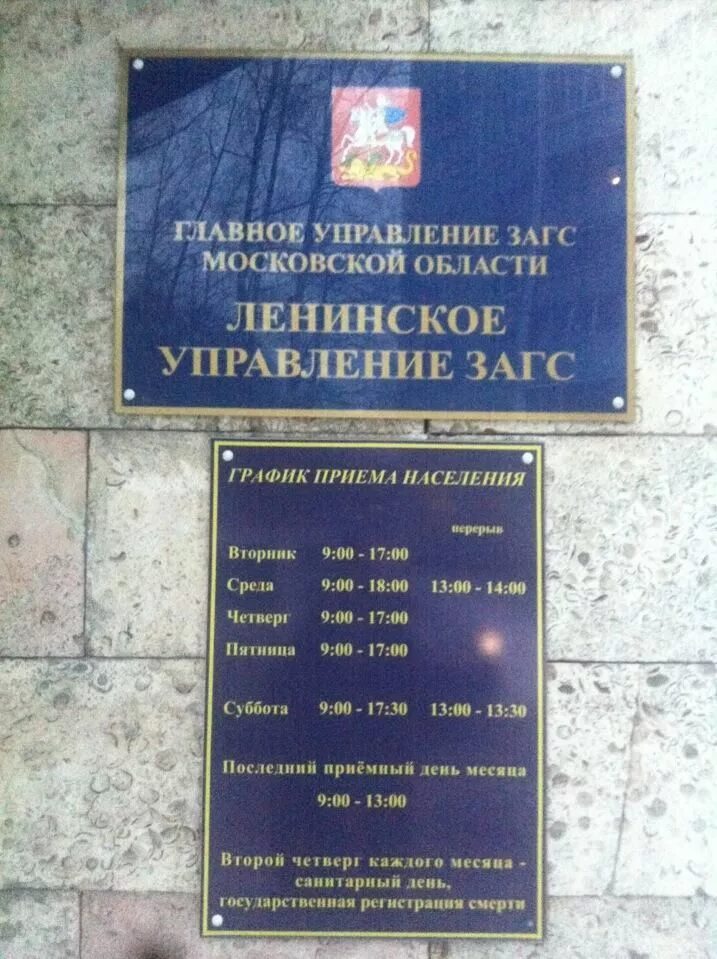 ГЛАВНОЕ УПРАВЛЕНИЕ ЗАГС
МОСКОВСКОЙ ОБЛАСТИ
ЛЕНИНСКОЕ
УПРАВЛЕНИЕ ЗАГС
ГРАФИК ПРИЕМА НАСЕЛЕНИЯ
перерыв
Вторник 9:00 - 17:00
Среда 9:00 - 18:00 13:00 - 14:00
Четверг 9:00 - 17:00
Пятница 9:00 - 17:00
Суббота 9:00 - 17:30 13:00 - 13:30
Последний приёмный день месяца
9:00 - 13:00
Второй четверг каждого месяца -
санитарный день,
государственная регистрация смерти